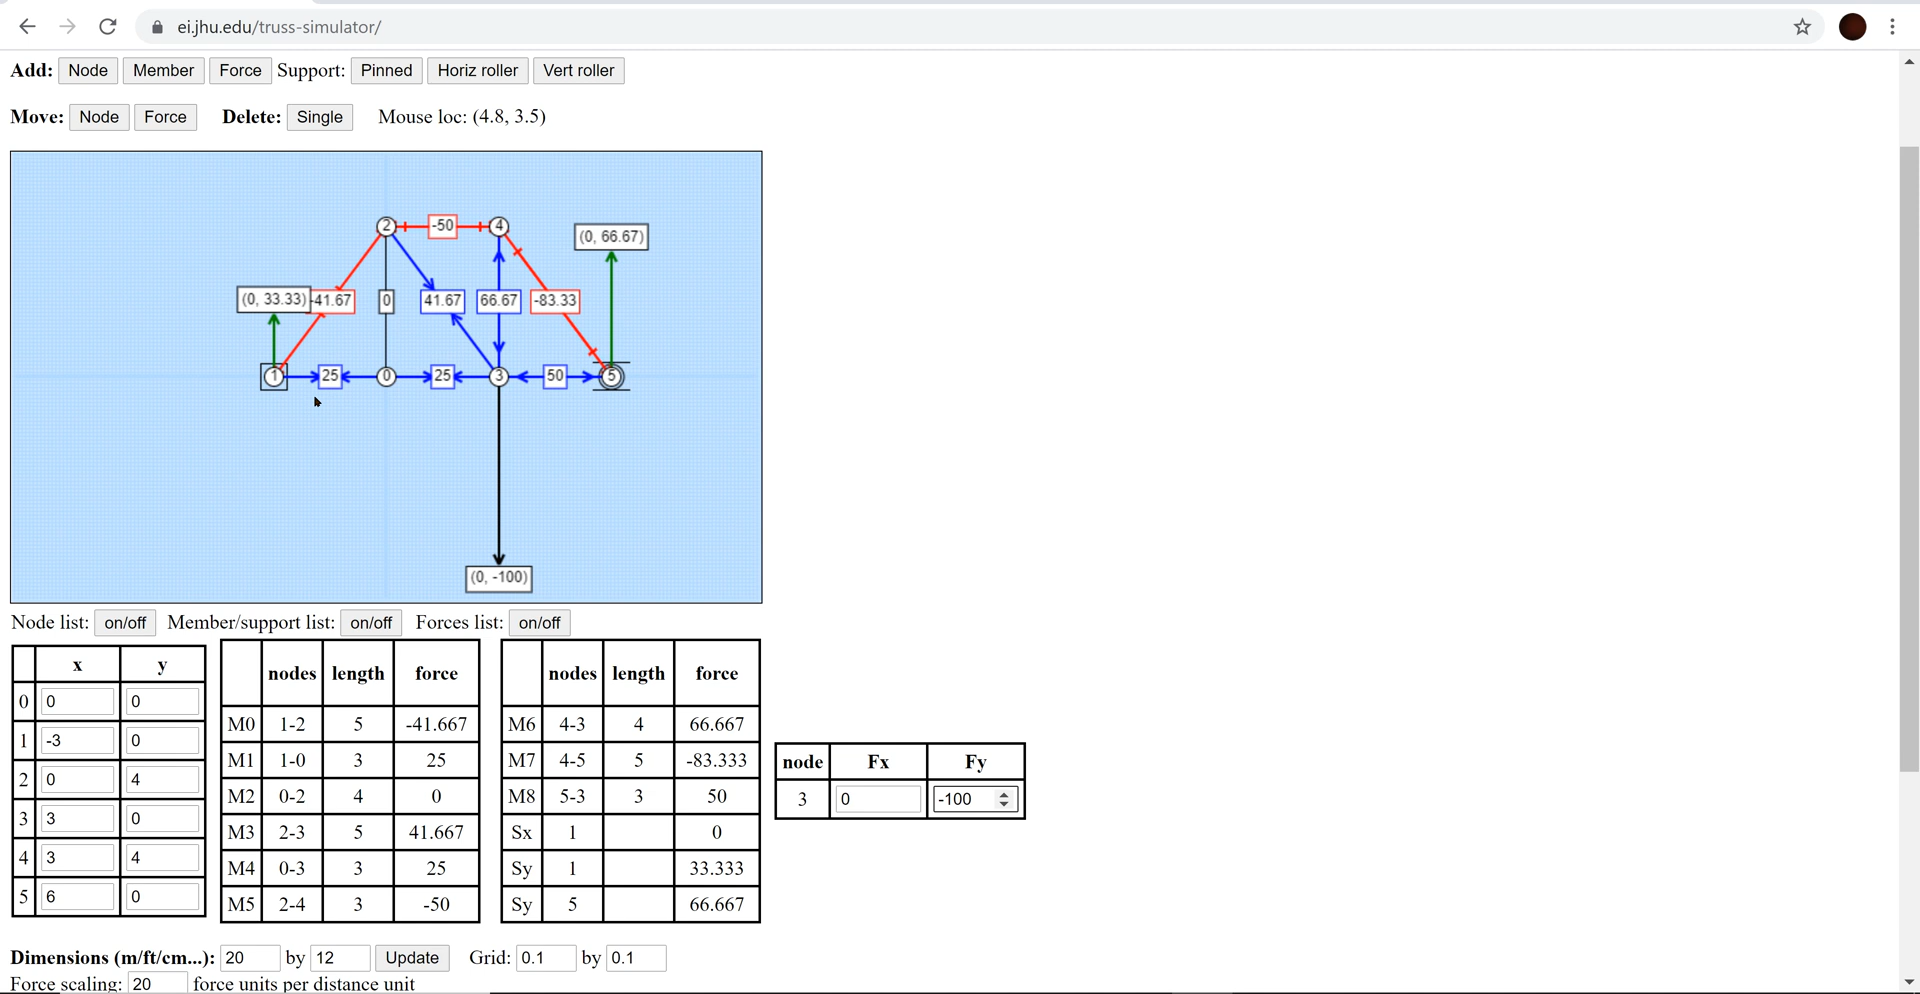 ei.jhu.edu/truss-simulator/
Add: Node Member Force Support: Pinned Horiz roller Vert roller
Move: Node Force Delete: Single Mouse loc: (4.8, 3.5)
2 -50 4
(0, 66.67)
(0, 33.33) -41.67 0 41.67 66.67 -83.33
1 25 0 25 3 50 5
(0, -100)
Node list: on/off Member/support list: on/off Forces list: on/off
x y
0 0 0
1 -3 0
2 0 4
3 3 0
4 3 4
5 6 0
nodes length force
M0 1-2 5 -41.667
M1 1-0 3 25
M2 0-2 4 0
M3 2-3 5 41.667
M4 0-3 3 25
M5 2-4 3 -50
nodes length force
M6 4-3 4 66.667
M7 4-5 5 -83.333
M8 5-3 3 50
Sx 1 0
Sy 1 33.333
Sy 5 66.667
node Fx Fy
3 0 -100
Dimensions (m/ft/cm...): 20 by 12 Update Grid: 0.1 by 0.1
Force scaling: 20 force units per distance unit